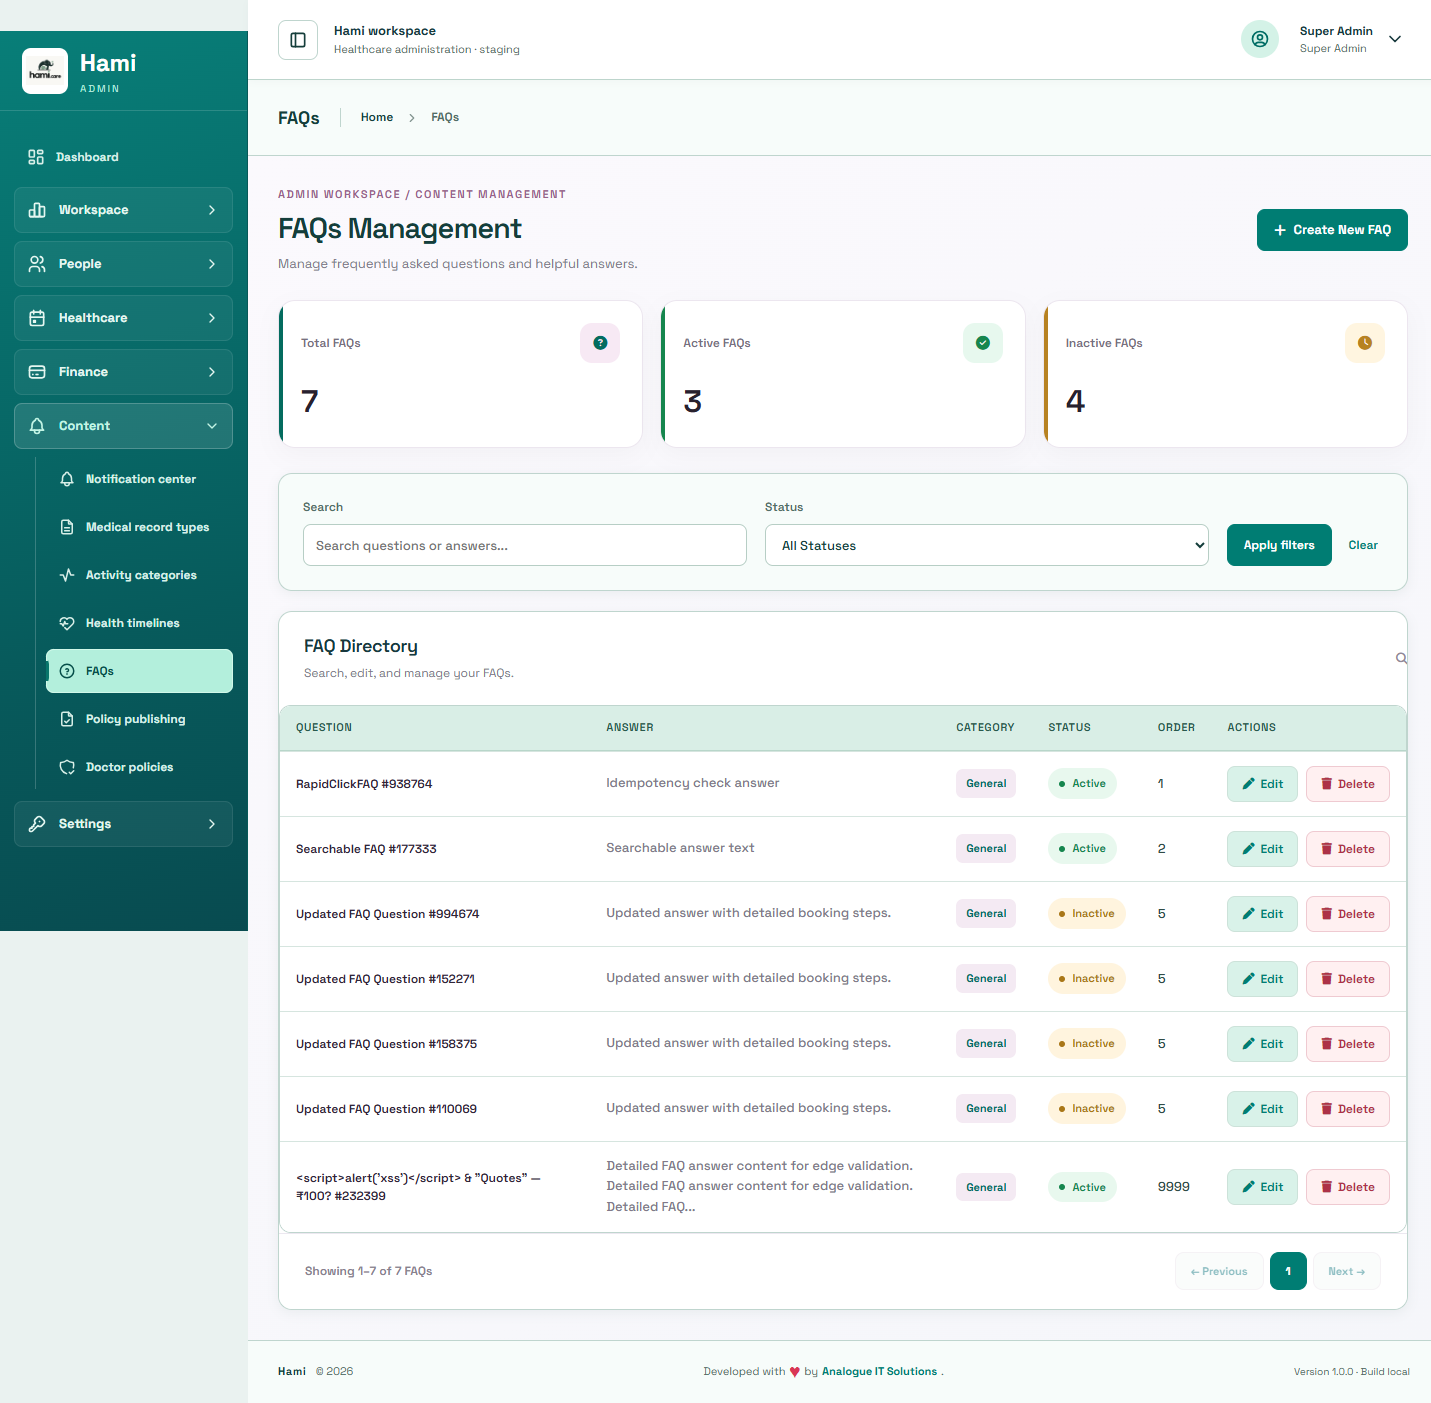 hami.care
Hami
ADMIN
Dashboard
Workspace
People
Healthcare
Finance
Content
Notification center
Medical record types
Activity categories
Health timelines
FAQs
Policy publishing
Doctor policies
Settings
Hami workspace
Healthcare administration · staging
Super Admin
Super Admin
FAQs
Home
FAQs
ADMIN WORKSPACE / CONTENT MANAGEMENT
FAQs Management
Manage frequently asked questions and helpful answers.
+ Create New FAQ
Total FAQs
7
Active FAQs
3
Inactive FAQs
4
Search
Search questions or answers...
Status
All Statuses
Apply filters
Clear
FAQ Directory
Search, edit, and manage your FAQs.
QUESTION ANSWER CATEGORY STATUS ORDER ACTIONS
RapidClickFAQ #938764 Idempotency check answer General Active 1 Edit Delete
Searchable FAQ #177333 Searchable answer text General Active 2 Edit Delete
Updated FAQ Question #994674 Updated answer with detailed booking steps. General Inactive 5 Edit Delete
Updated FAQ Question #152271 Updated answer with detailed booking steps. General Inactive 5 Edit Delete
Updated FAQ Question #158375 Updated answer with detailed booking steps. General Inactive 5 Edit Delete
Updated FAQ Question #110069 Updated answer with detailed booking steps. General Inactive 5 Edit Delete
<script>alert('xss')</script> & "Quotes" —
₹100? #232399
Detailed FAQ answer content for edge validation.
Detailed FAQ answer content for edge validation.
Detailed FAQ...
General Active 9999 Edit Delete
Showing 1–7 of 7 FAQs
← Previous 1 Next →
Hami © 2026
Developed with ♥ by Analogue IT Solutions .
Version 1.0.0 · Build local